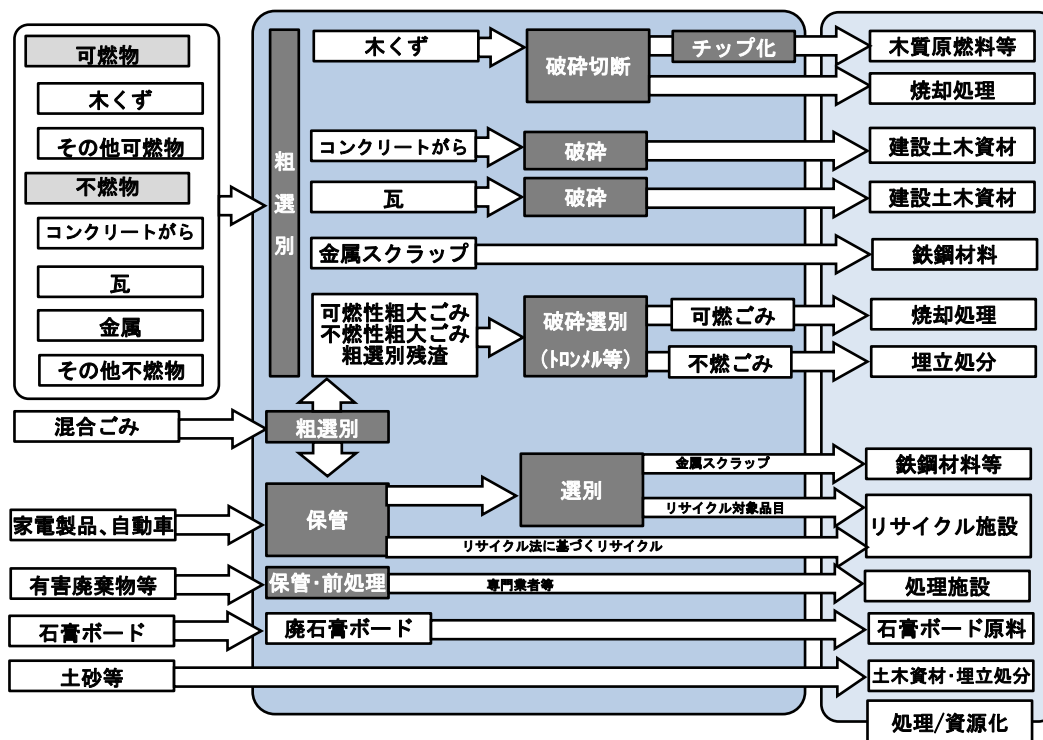 可燃物
木くず
その他可燃物
不燃物
コンクリートがら
瓦
金属
その他不燃物
混合ごみ
家電製品、自動車
有害廃棄物等
石膏ボード
土砂等
粗選別
木くず
破砕切断
チップ化
コンクリートがら
破砕
瓦
破砕
金属スクラップ
可燃性粗大ごみ
不燃性粗大ごみ
粗選別残渣
破砕選別
(ﾄﾛﾝﾒﾙ等)
可燃ごみ
不燃ごみ
粗選別
保管
選別
金属スクラップ
リサイクル対象品目
リサイクル法に基づくリサイクル
保管・前処理
専門業者等
廃石膏ボード
木質原燃料等
焼却処理
建設土木資材
建設土木資材
鉄鋼材料
焼却処理
埋立処分
鉄鋼材料等
リサイクル施設
処理施設
石膏ボード原料
土木資材・埋立処分
処理/資源化